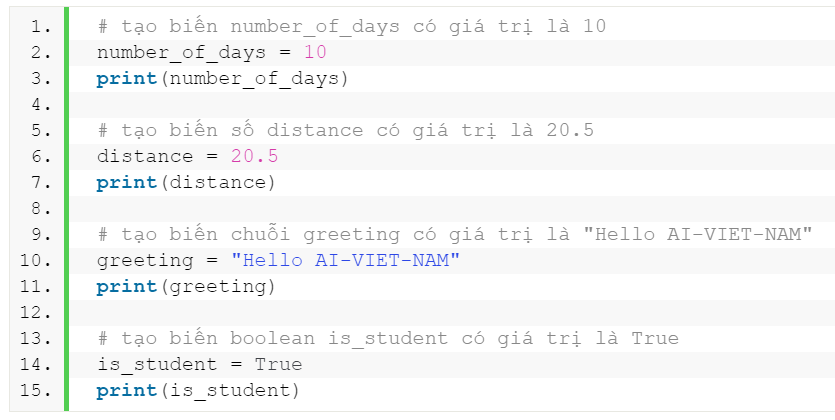 1. # tạo biến number_of_days có giá trị là 10
2. number_of_days = 10
3. print(number_of_days)
4.
5. # tạo biến số distance có giá trị là 20.5
6. distance = 20.5
7. print(distance)
8.
9. # tạo biến chuỗi greeting có giá trị là "Hello AI-VIET-NAM"
10. greeting = "Hello AI-VIET-NAM"
11. print(greeting)
12.
13. # tạo biến boolean is_student có giá trị là True
14. is_student = True
15. print(is_student)